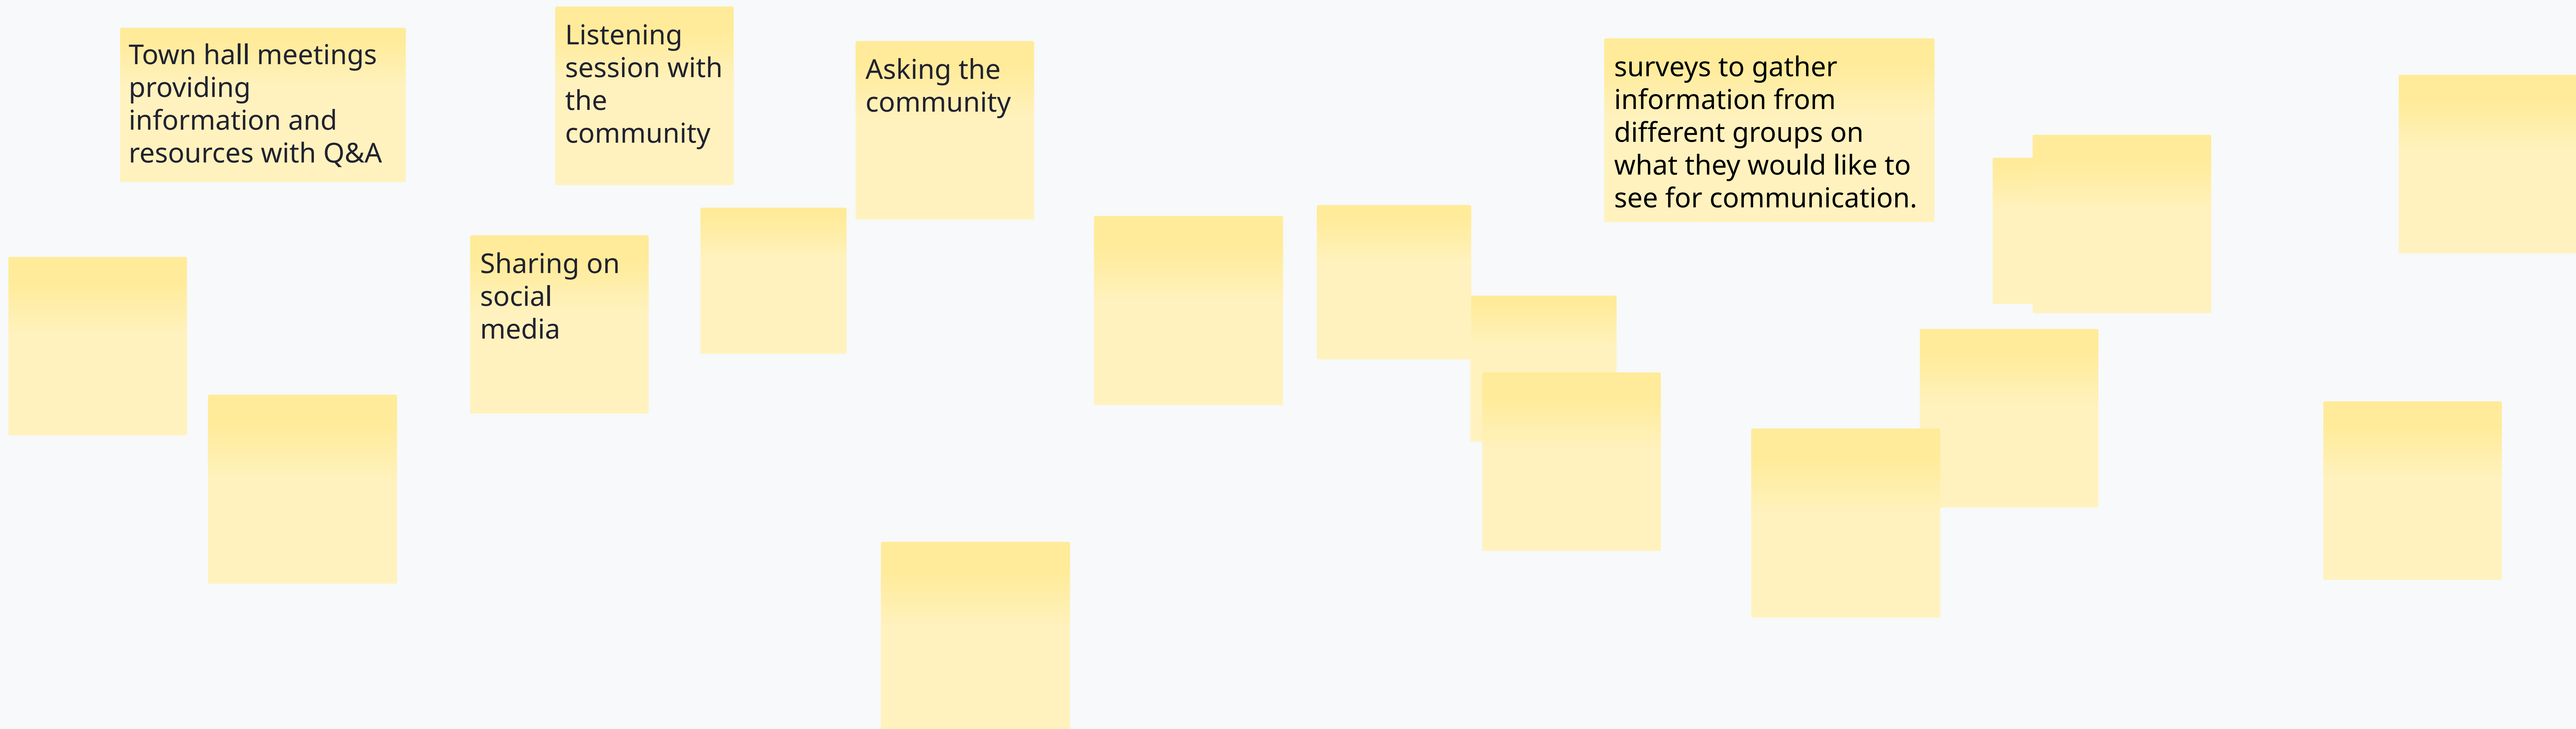 Town hall meetings
providing
information and
resources with Q&A
Listening
session with
the
community
Asking the
community
surveys to gather
information from
different groups on
what they would like to
see for communication.
Sharing on
social
media